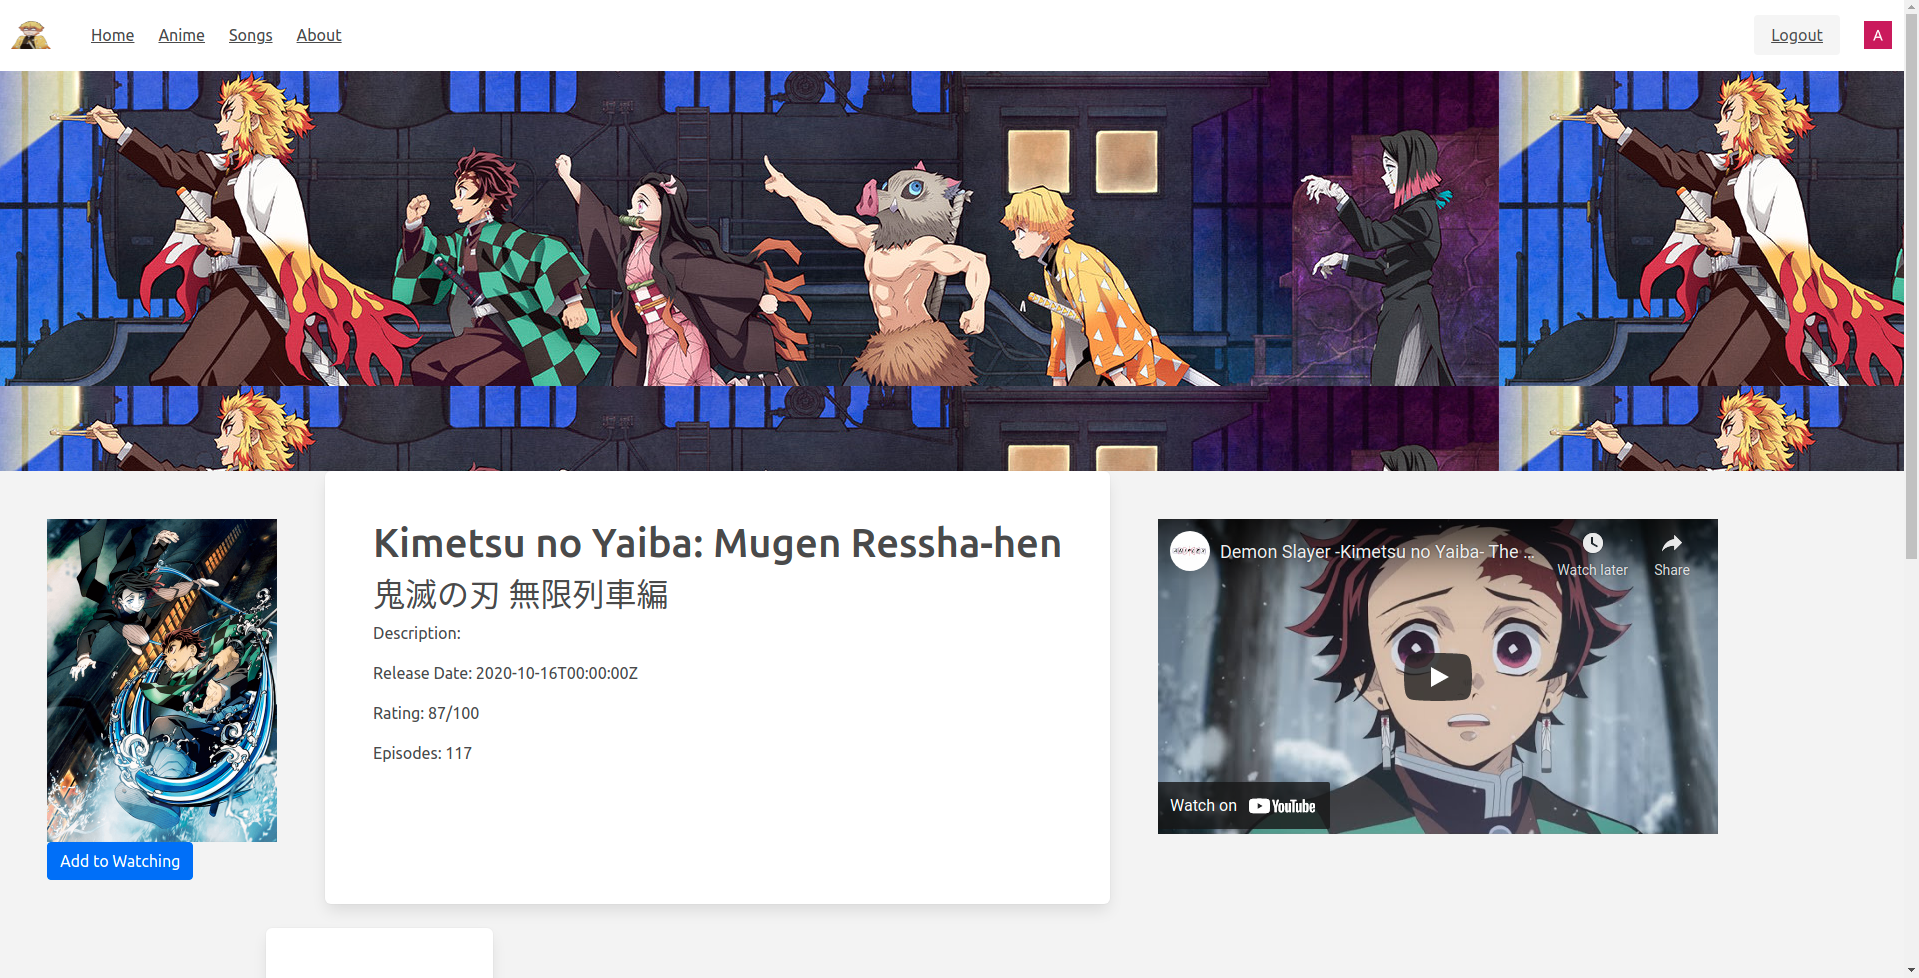 Home Anime Songs About Logout A
Kimetsu no Yaiba: Mugen Ressha-hen
鬼滅の刃 無限列車編
Description:
Release Date: 2020-10-16T00:00:00Z
Rating: 87/100
Episodes: 117
Add to Watching
Demon Slayer -Kimetsu no Yaiba- The ...
Watch later
Share
Watch on YouTube